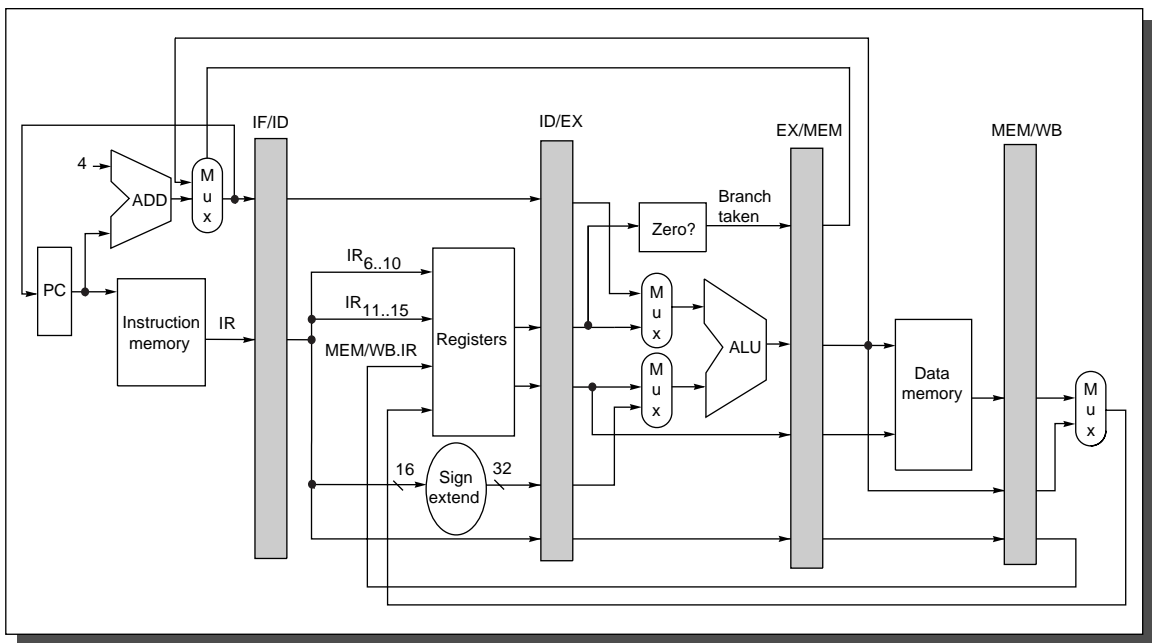 IF/ID
ID/EX
EX/MEM
MEM/WB
4
ADD
M
u
x
PC
Instruction
memory
IR
IR6..10
IR11..15
MEM/WB.IR
Registers
16
Sign
extend
32
Zero?
Branch
taken
M
u
x
M
u
x
ALU
Data
memory
M
u
x